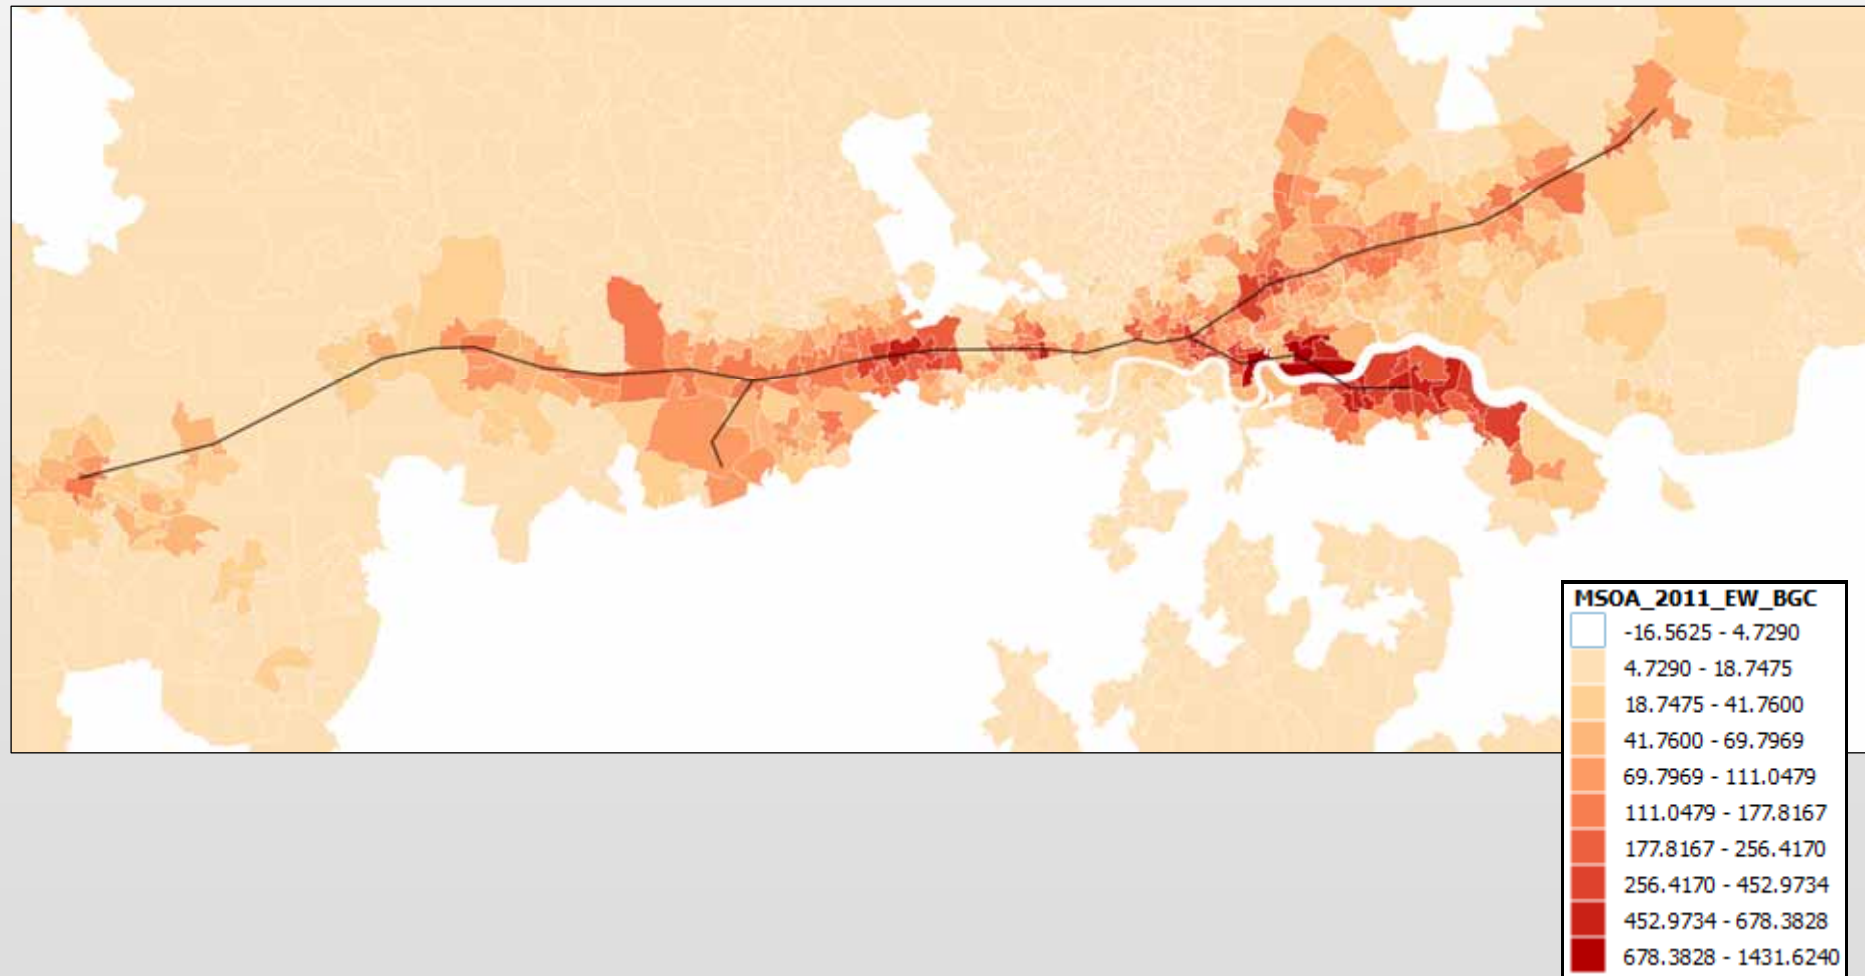 MSOA_2011_EW_BGC
-16.5625 - 4.7290
4.7290 - 18.7475
18.7475 - 41.7600
41.7600 - 69.7969
69.7969 - 111.0479
111.0479 - 177.8167
177.8167 - 256.4170
256.4170 - 452.9734
452.9734 - 678.3828
678.3828 - 1431.6240